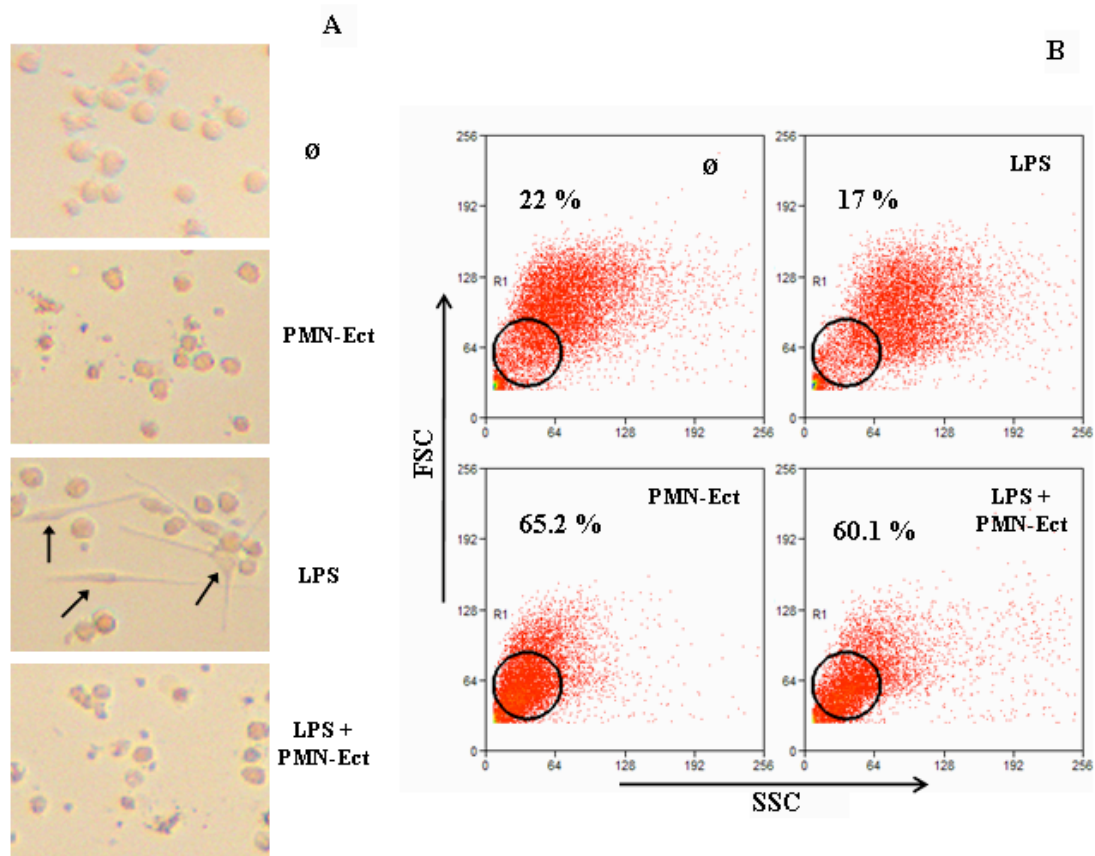 A
Ø
PMN-Ect
LPS
LPS +
PMN-Ect
B
256
192
128
64
0
22 %
Ø
R1
0
64
128
192
256
256
192
128
64
0
17 %
LPS
R1
0
64
128
192
256
FSC
256
192
128
64
0
65.2 %
PMN-Ect
R1
0
64
128
192
256
256
192
128
64
0
60.1 %
LPS +
PMN-Ect
R1
0
64
128
192
256
SSC